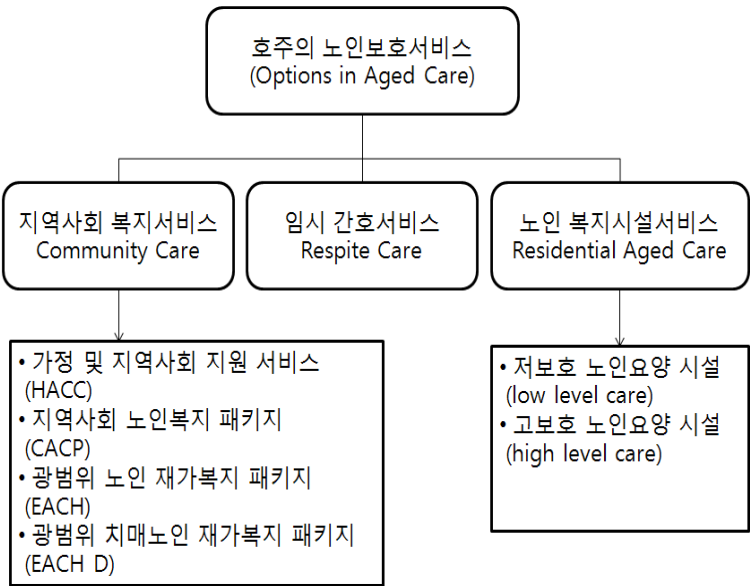 호주의 노인보호서비스
(Options in Aged Care)
지역사회 복지서비스
Community Care
임시 간호서비스
Respite Care
노인 복지시설서비스
Residential Aged Care
• 가정 및 지역사회 지원 서비스
(HACC)
• 지역사회 노인복지 패키지
(CACP)
• 광범위 노인 재가복지 패키지
(EACH)
• 광범위 치매노인 재가복지 패키지
(EACH D)
• 저보호 노인요양 시설
(low level care)
• 고보호 노인요양 시설
(high level care)